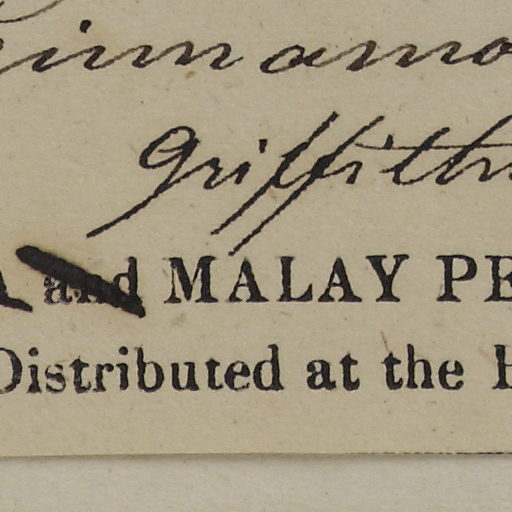 Cinnamo
Griffith
A and MALAY PE
Distributed at the